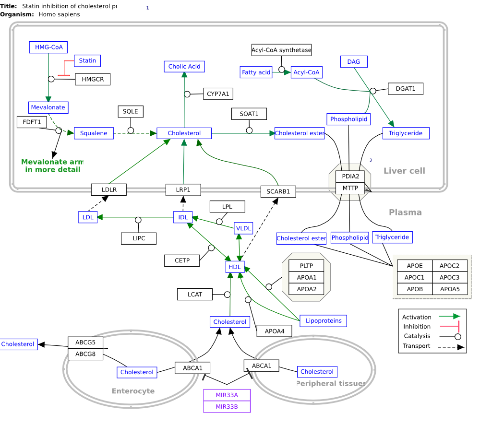 Title: Statin inhibition of cholesterol pr
1
Organism: Homo sapiens
HMG-CoA
Statin
HMGCR
Mevalonate
FDFT1
SQLE
Squalene
Mevalonate arm
in more detail
Cholic Acid
CYP7A1
Cholesterol
SOAT1
Acyl-CoA synthetase
Fatty acid
Acyl-CoA
DAG
DGAT1
Phospholipid
Cholesterol ester
Triglyceride
2
PDIA2
MTTP
Liver cell
Plasma
LDLR
LRP1
SCARB1
LDL
IDL
LPL
VLDL
LIPC
CETP
HDL
LCAT
Cholesterol ester
Phospholipid
Triglyceride
PLTP
APOA1
APOA2
APOE
APOC2
APOC1
APOC3
APOB
APOA5
Cholesterol
APOA4
Lipoproteins
Activation
Inhibition
Catalysis
Transport
Cholesterol
ABCG5
ABCG8
Cholesterol
ABCA1
Enterocyte
ABCA1
Cholesterol
Peripheral tissues
MIR33A
MIR33B